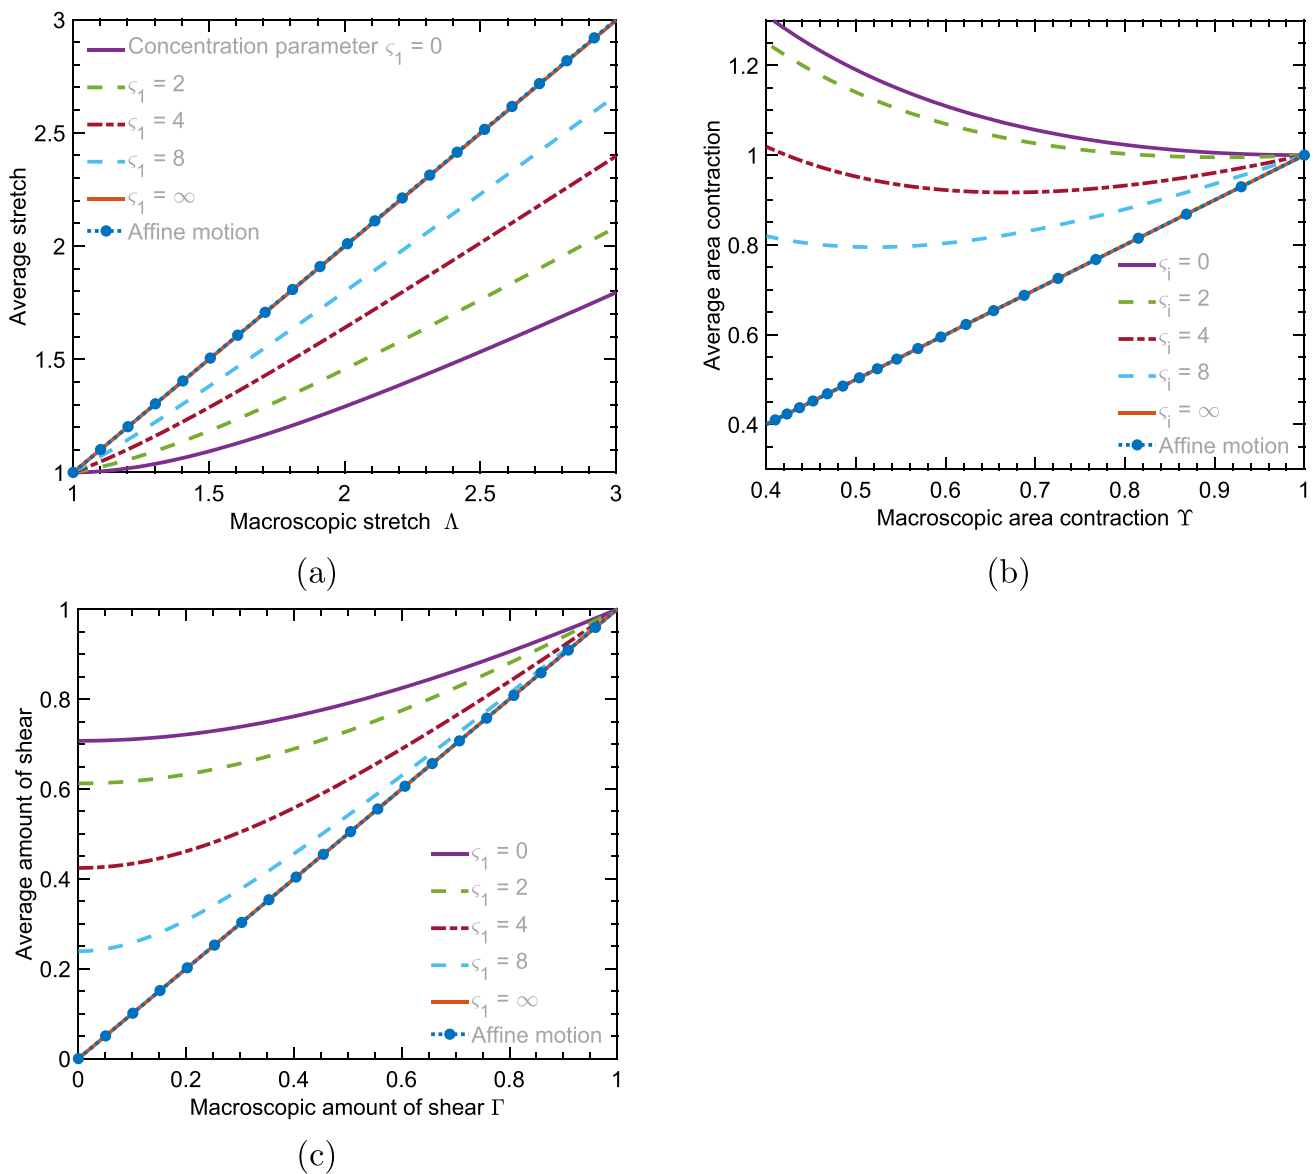 3
2.5
2
1.5
1
Average stretch
Concentration parameter ς₁ = 0
ς₁ = 2
ς₁ = 4
ς₁ = 8
ς₁ = ∞
Affine motion
1 1.5 2 2.5 3
Macroscopic stretch Λ
(a)
1.2
1
0.8
0.6
0.4
Average area contraction
ςᵢ = 0
ςᵢ = 2
ςᵢ = 4
ςᵢ = 8
ςᵢ = ∞
Affine motion
0.4 0.5 0.6 0.7 0.8 0.9 1
Macroscopic area contraction ϒ
(b)
1
0.8
0.6
0.4
0.2
0
Average amount of shear
ς₁ = 0
ς₁ = 2
ς₁ = 4
ς₁ = 8
ς₁ = ∞
Affine motion
0 0.2 0.4 0.6 0.8 1
Macroscopic amount of shear Γ
(c)